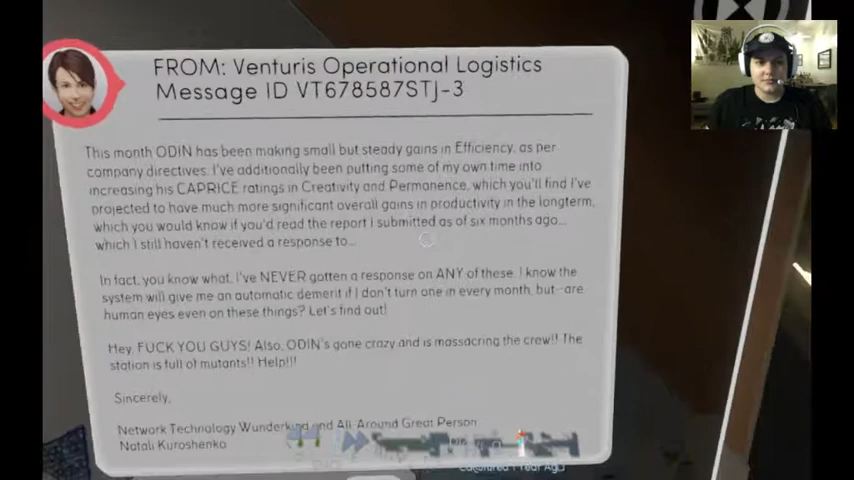 FROM: Venturis Operational Logistics
Message ID VT678587STJ-3
This month ODIN has been making small but steady gains in Efficiency, as per
company directives. I've additionally been putting some of my own time into
increasing his CAPRICE ratings in Creativity and Permanence, which you'll find I've
projected to have much more significant overall gains in productivity in the longterm,
which you would know if you'd read the report I submitted as of six months ago...
which I still haven't received a response to...
In fact, you know what, I've NEVER gotten a response on ANY of these. I know the
system will give me an automatic demerit if I don't turn one in every month, but--are
human eyes even on these things? Let's find out!
Hey, FUCK YOU GUYS! Also, ODIN's gone crazy and is massacring the crew!! The
station is full of mutants!! Help!!!
Sincerely,
Network Technology Wunderkind and All-Around Great Person
Natali Kuroshenko
Captured 1 Year Ago